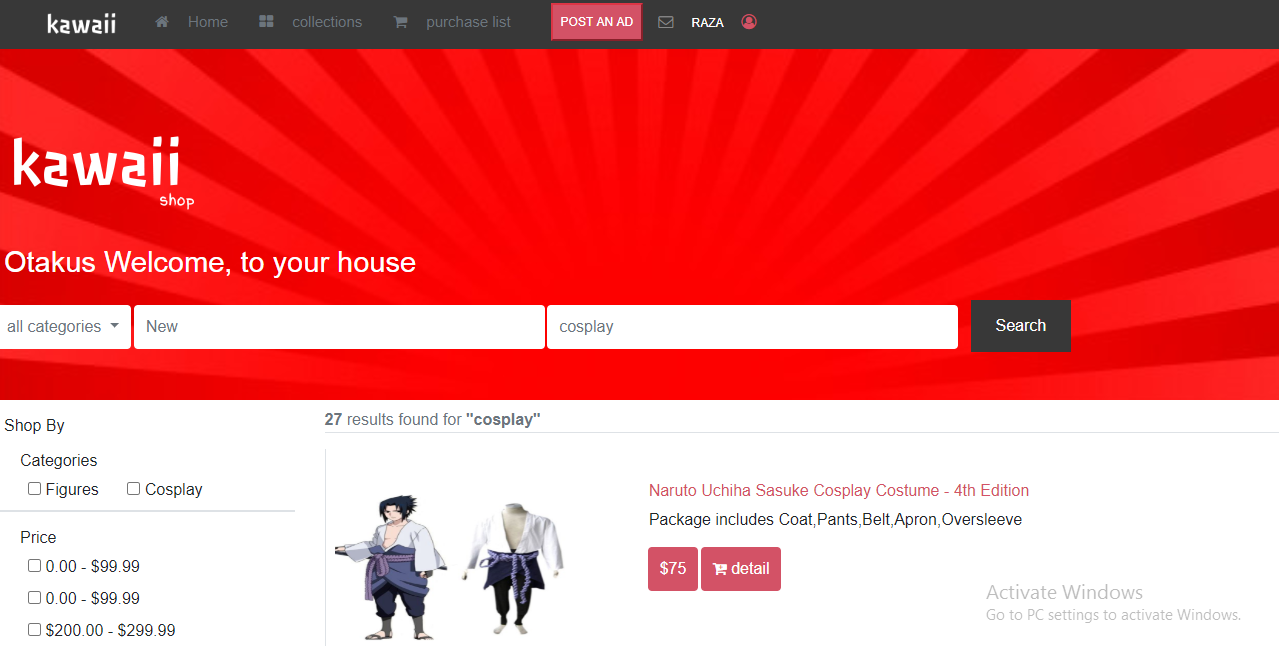 kawaii Home collections purchase list POST AN AD RAZA
kawaii
shop
Otakus Welcome, to your house
all categories New cosplay Search
27 results found for "cosplay"
Shop By
Categories
Figures Cosplay
Price
0.00 - $99.99
0.00 - $99.99
$200.00 - $299.99
Naruto Uchiha Sasuke Cosplay Costume - 4th Edition
Package includes Coat,Pants,Belt,Apron,Oversleeve
$75 detail
Activate Windows
Go to PC settings to activate Windows.